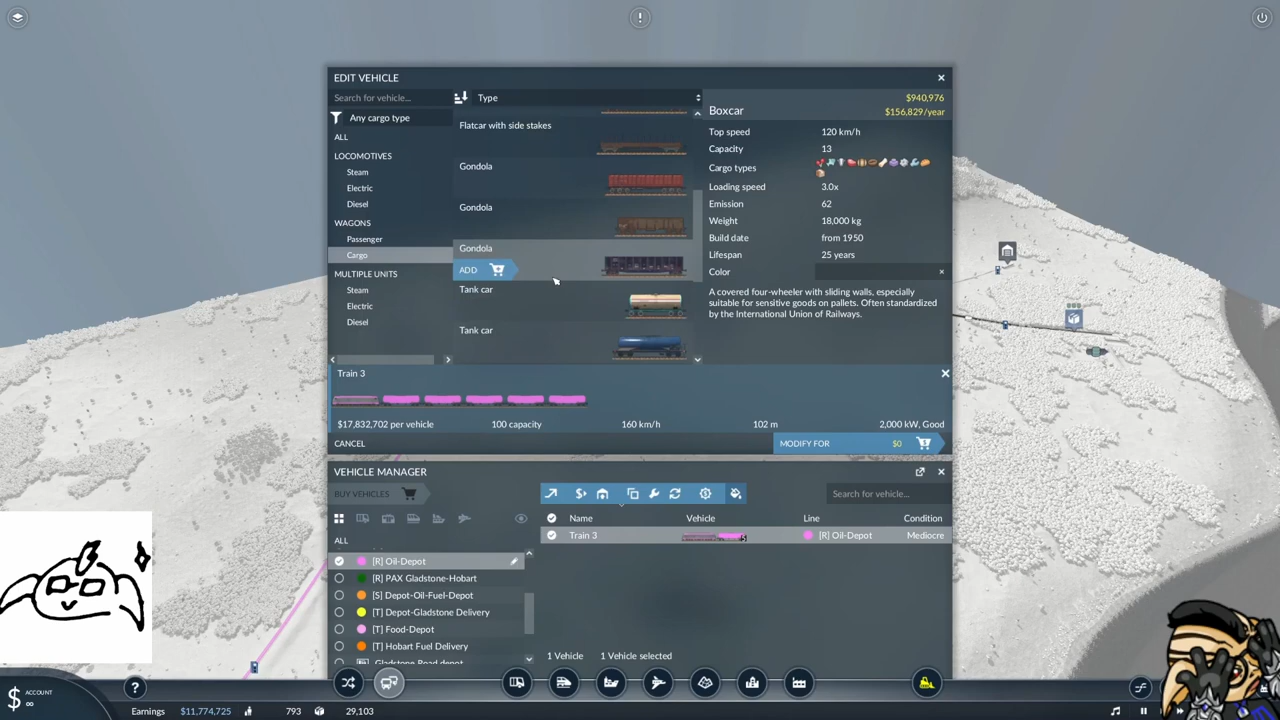 EDIT VEHICLE
Search for vehicle...
Type
Any cargo type
ALL
LOCOMOTIVES
Steam
Electric
Diesel
WAGONS
Passenger
Cargo
MULTIPLE UNITS
Steam
Electric
Diesel
Flatcar with side stakes
Gondola
Gondola
Gondola
ADD
Tank car
Tank car
$940,976
Boxcar
$156,829/year
Top speed 120 km/h
Capacity 13
Cargo types
Loading speed 3.0x
Emission 62
Weight 18,000 kg
Build date from 1950
Lifespan 25 years
Color
A covered four-wheeler with sliding walls, especially
suitable for sensitive goods on pallets. Often standardized
by the International Union of Railways.
Train 3
$17,832,702 per vehicle 100 capacity 160 km/h 102 m 2,000 kW, Good
CANCEL
MODIFY FOR $0
VEHICLE MANAGER
BUY VEHICLES
Search for vehicle...
ALL
[R] Oil-Depot
[R] PAX Gladstone-Hobart
[S] Depot-Oil-Fuel-Depot
[T] Depot-Gladstone Delivery
[T] Food-Depot
[T] Hobart Fuel Delivery
Gladstone Road depot
Name Vehicle Line Condition
Train 3 [R] Oil-Depot Mediocre
1 Vehicle 1 Vehicle selected
$ ACCOUNT
∞
?
Earnings $11,774,725 793 29,103